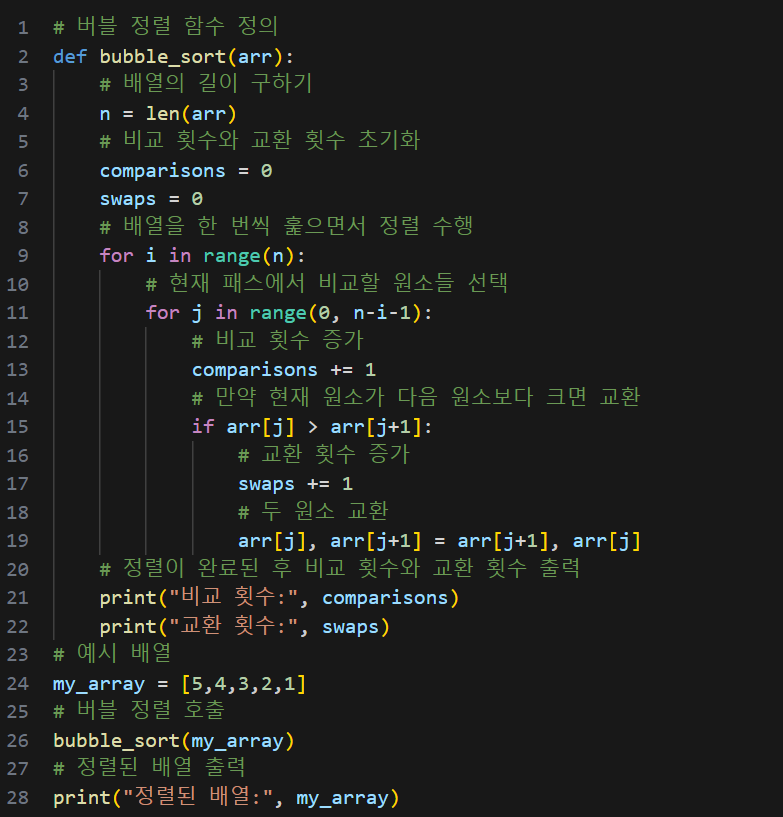 1 # 버블 정렬 함수 정의
2 def bubble_sort(arr):
3     # 배열의 길이 구하기
4     n = len(arr)
5     # 비교 횟수와 교환 횟수 초기화
6     comparisons = 0
7     swaps = 0
8     # 배열을 한 번씩 훑으면서 정렬 수행
9     for i in range(n):
10         # 현재 패스에서 비교할 원소들 선택
11         for j in range(0, n-i-1):
12             # 비교 횟수 증가
13             comparisons += 1
14             # 만약 현재 원소가 다음 원소보다 크면 교환
15             if arr[j] > arr[j+1]:
16                 # 교환 횟수 증가
17                 swaps += 1
18                 # 두 원소 교환
19                 arr[j], arr[j+1] = arr[j+1], arr[j]
20     # 정렬이 완료된 후 비교 횟수와 교환 횟수 출력
21     print("비교 횟수:", comparisons)
22     print("교환 횟수:", swaps)
23 # 예시 배열
24 my_array = [5,4,3,2,1]
25 # 버블 정렬 호출
26 bubble_sort(my_array)
27 # 정렬된 배열 출력
28 print("정렬된 배열:", my_array)